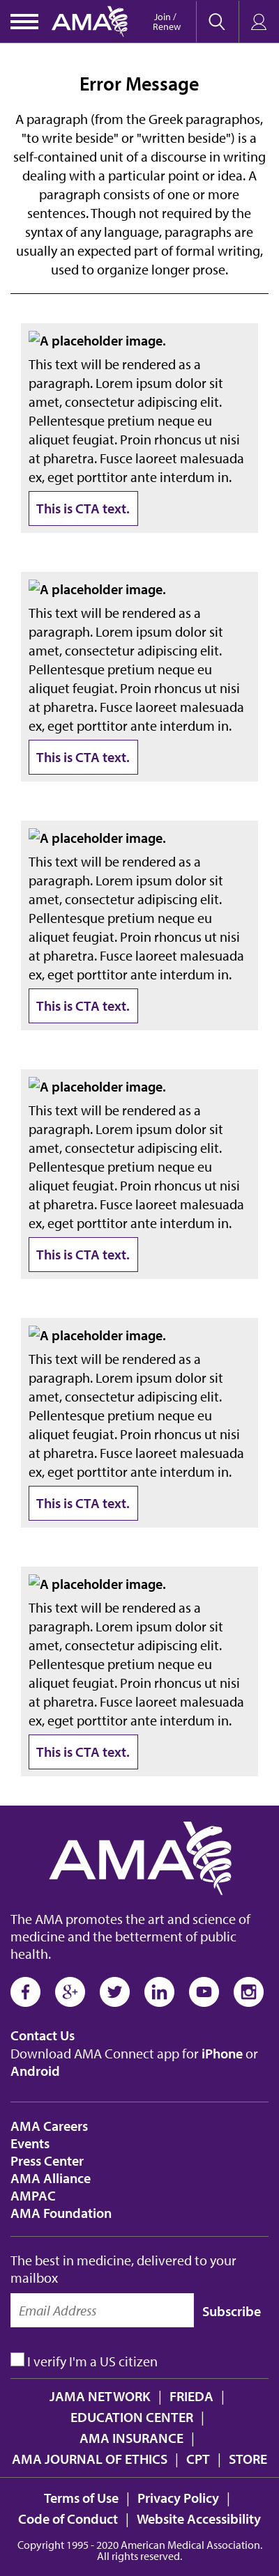 AMA
Join /
Renew
Error Message
A paragraph (from the Greek paragraphos,
"to write beside" or "written beside") is a
self-contained unit of a discourse in writing
dealing with a particular point or idea. A
paragraph consists of one or more
sentences. Though not required by the
syntax of any language, paragraphs are
usually an expected part of formal writing,
used to organize longer prose.
A placeholder image.
This text will be rendered as a
paragraph. Lorem ipsum dolor sit
amet, consectetur adipiscing elit.
Pellentesque pretium neque eu
aliquet feugiat. Proin rhoncus ut nisi
at pharetra. Fusce laoreet malesuada
ex, eget porttitor ante interdum in.
This is CTA text.
A placeholder image.
This text will be rendered as a
paragraph. Lorem ipsum dolor sit
amet, consectetur adipiscing elit.
Pellentesque pretium neque eu
aliquet feugiat. Proin rhoncus ut nisi
at pharetra. Fusce laoreet malesuada
ex, eget porttitor ante interdum in.
This is CTA text.
A placeholder image.
This text will be rendered as a
paragraph. Lorem ipsum dolor sit
amet, consectetur adipiscing elit.
Pellentesque pretium neque eu
aliquet feugiat. Proin rhoncus ut nisi
at pharetra. Fusce laoreet malesuada
ex, eget porttitor ante interdum in.
This is CTA text.
A placeholder image.
This text will be rendered as a
paragraph. Lorem ipsum dolor sit
amet, consectetur adipiscing elit.
Pellentesque pretium neque eu
aliquet feugiat. Proin rhoncus ut nisi
at pharetra. Fusce laoreet malesuada
ex, eget porttitor ante interdum in.
This is CTA text.
A placeholder image.
This text will be rendered as a
paragraph. Lorem ipsum dolor sit
amet, consectetur adipiscing elit.
Pellentesque pretium neque eu
aliquet feugiat. Proin rhoncus ut nisi
at pharetra. Fusce laoreet malesuada
ex, eget porttitor ante interdum in.
This is CTA text.
A placeholder image.
This text will be rendered as a
paragraph. Lorem ipsum dolor sit
amet, consectetur adipiscing elit.
Pellentesque pretium neque eu
aliquet feugiat. Proin rhoncus ut nisi
at pharetra. Fusce laoreet malesuada
ex, eget porttitor ante interdum in.
This is CTA text.
AMA
The AMA promotes the art and science of
medicine and the betterment of public
health.
Contact Us
Download AMA Connect app for iPhone or
Android
AMA Careers
Events
Press Center
AMA Alliance
AMPAC
AMA Foundation
The best in medicine, delivered to your
mailbox
Email Address
Subscribe
I verify I'm a US citizen
JAMA NETWORK | FRIEDA |
EDUCATION CENTER |
AMA INSURANCE |
AMA JOURNAL OF ETHICS | CPT | STORE
Terms of Use | Privacy Policy |
Code of Conduct | Website Accessibility
Copyright 1995 - 2020 American Medical Association.
All rights reserved.